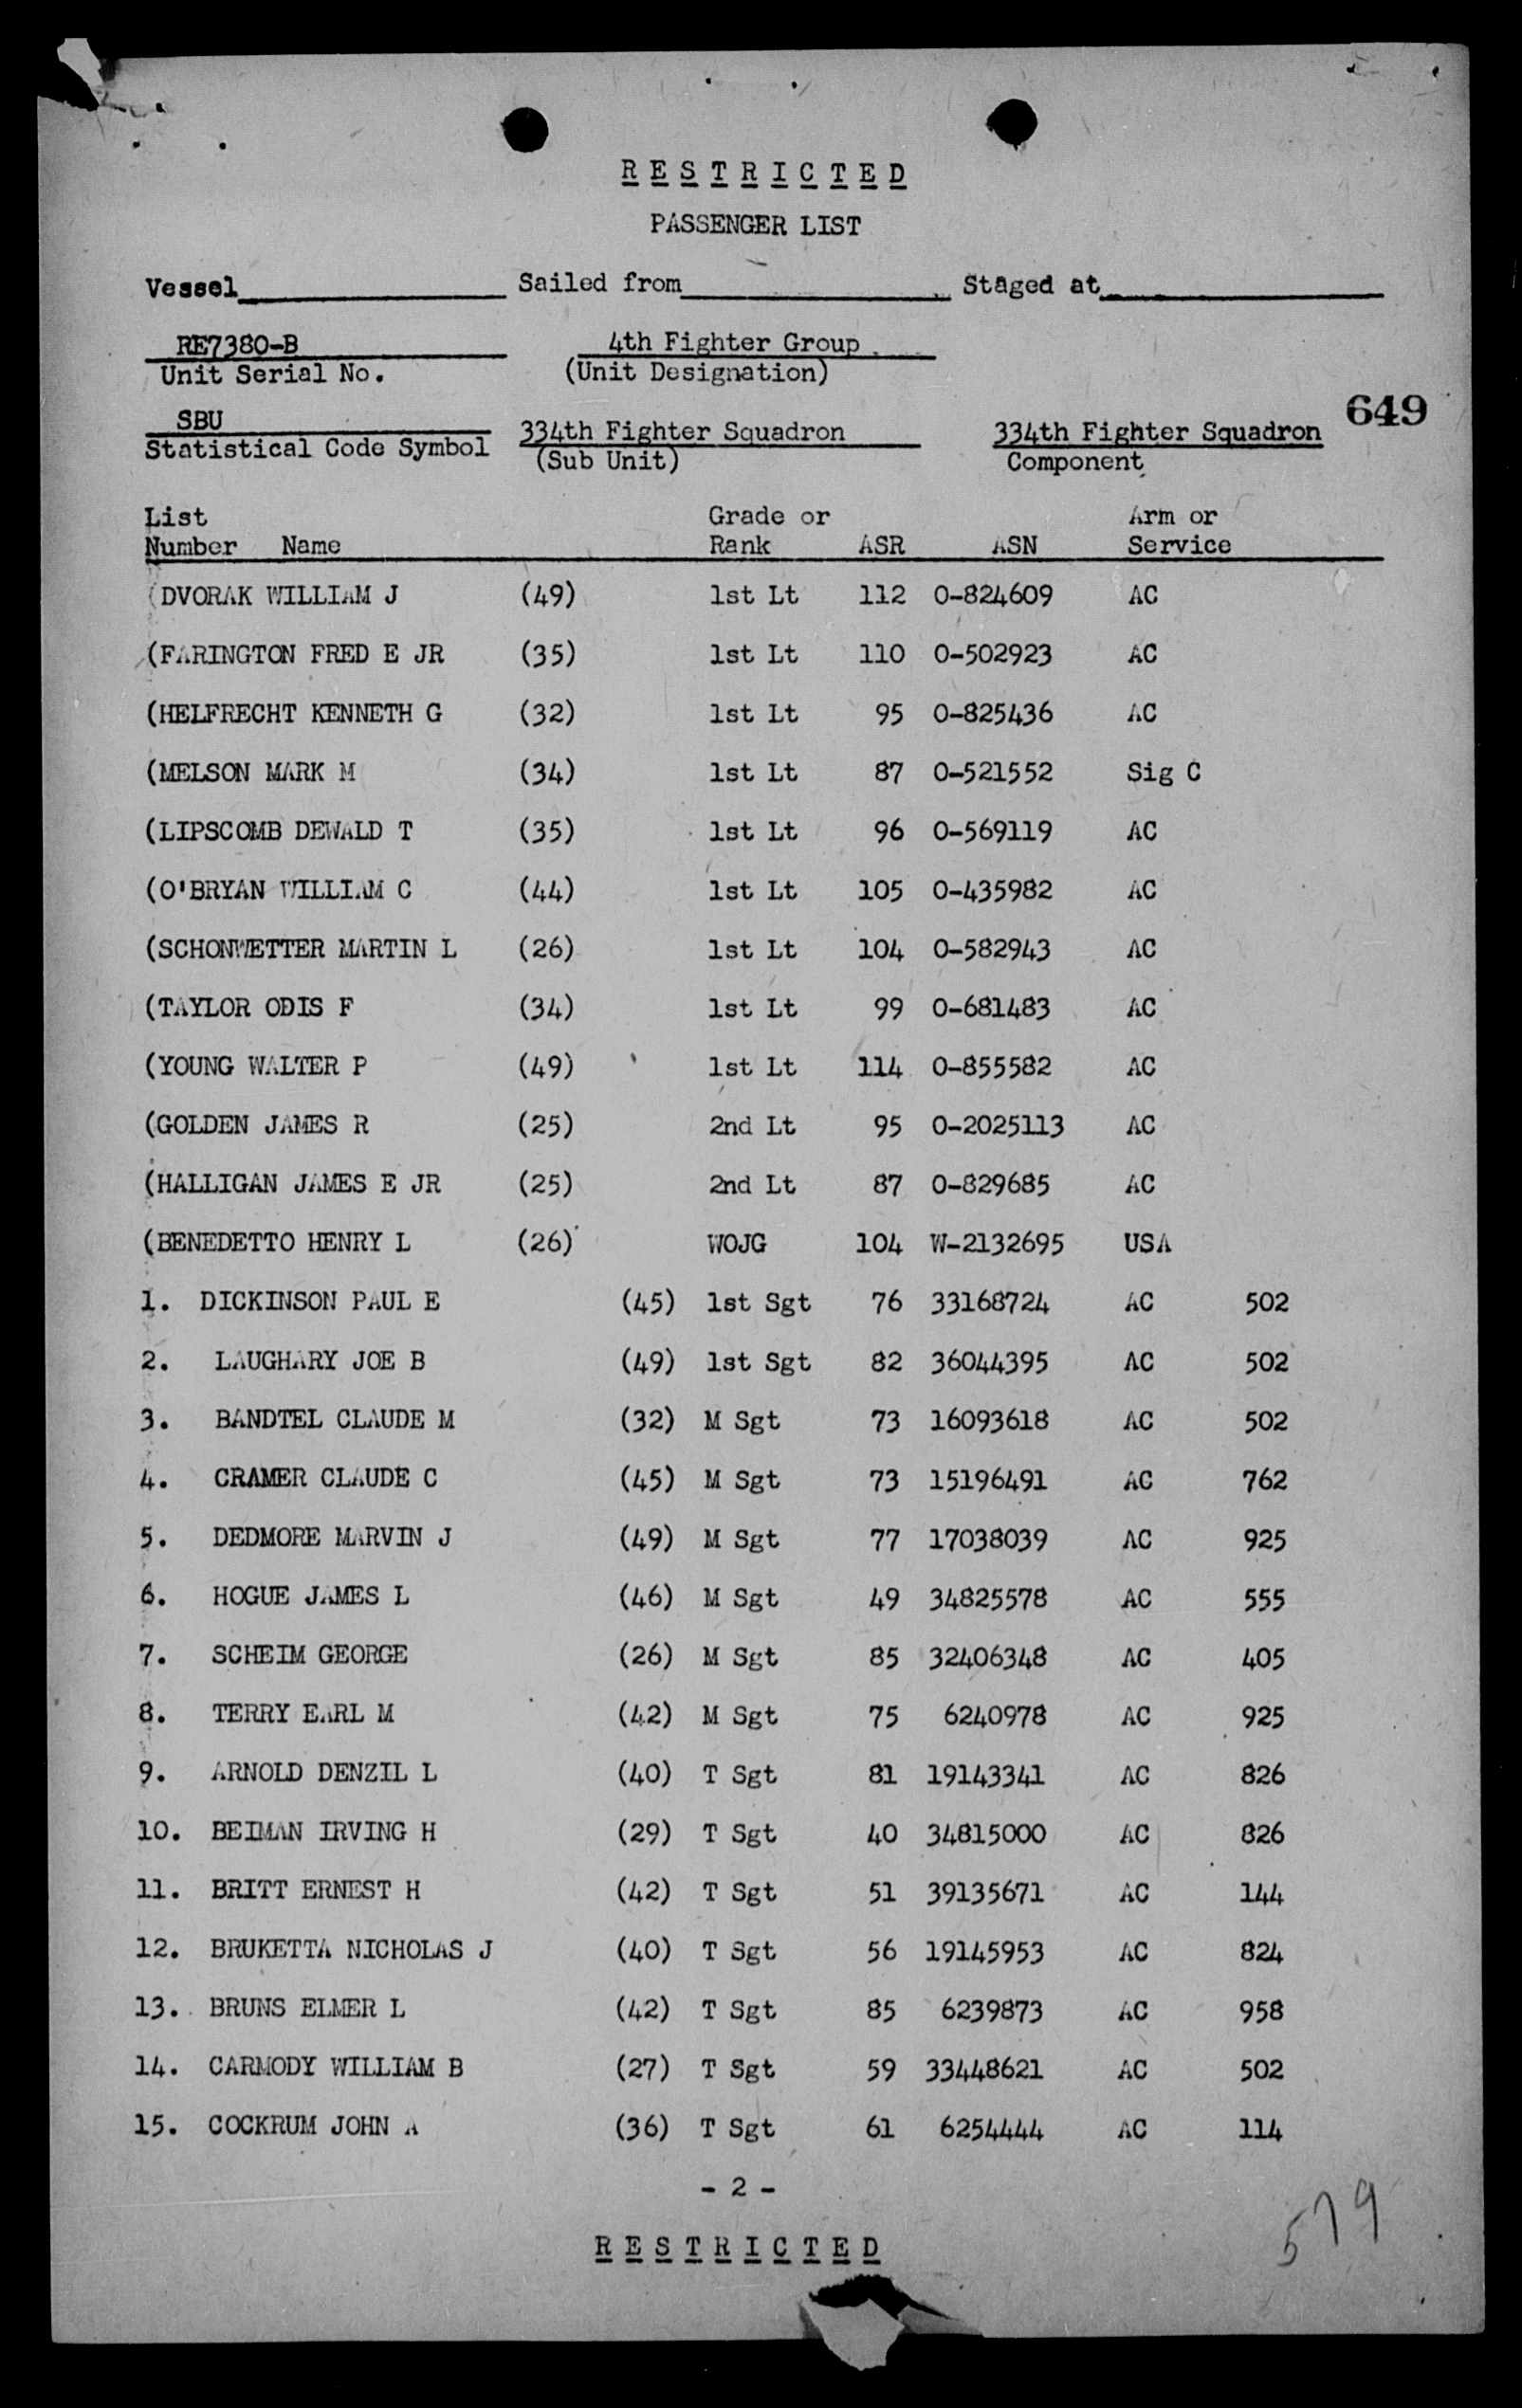 RESTRICTED
PASSENGER LIST
Vessel Sailed from Staged at
RE7380-B 4th Fighter Group
Unit Serial No. (Unit Designation)
649
SBU 334th Fighter Squadron 334th Fighter Squadron
Statistical Code Symbol (Sub Unit) Component
List Grade or Arm or
Number Name Rank ASR ASN Service
(DVORAK WILLIAM J (49) 1st Lt 112 O-824609 AC
(FARINGTON FRED E JR (35) 1st Lt 110 O-502923 AC
(HELFRECHT KENNETH G (32) 1st Lt 95 O-825436 AC
(MELSON MARK M (34) 1st Lt 87 O-521552 Sig C
(LIPSCOMB DEWALD T (35) 1st Lt 96 O-569119 AC
(O'BRYAN WILLIAM C (44) 1st Lt 105 O-435982 AC
(SCHONWETTER MARTIN L (26) 1st Lt 104 O-582943 AC
(TAYLOR ODIS F (34) 1st Lt 99 O-681483 AC
(YOUNG WALTER P (49) 1st Lt 114 O-855582 AC
(GOLDEN JAMES R (25) 2nd Lt 95 O-2025113 AC
(HALLIGAN JAMES E JR (25) 2nd Lt 87 O-829685 AC
(BENEDETTO HENRY L (26) WOJG 104 W-2132695 USA
1. DICKINSON PAUL E (45) 1st Sgt 76 33168724 AC 502
2. LAUGHARY JOE B (49) 1st Sgt 82 36044395 AC 502
3. BANDTEL CLAUDE M (32) M Sgt 73 16093618 AC 502
4. CRAMER CLAUDE C (45) M Sgt 73 15196491 AC 762
5. DEDMORE MARVIN J (49) M Sgt 77 17038039 AC 925
6. HOGUE JAMES L (46) M Sgt 49 34825578 AC 555
7. SCHEIM GEORGE (26) M Sgt 85 32406348 AC 405
8. TERRY EARL M (42) M Sgt 75 6240978 AC 925
9. ARNOLD DENZIL L (40) T Sgt 81 19143341 AC 826
10. BEIMAN IRVING H (29) T Sgt 40 34815000 AC 826
11. BRITT ERNEST H (42) T Sgt 51 39135671 AC 144
12. BRUKETTA NICHOLAS J (40) T Sgt 56 19145953 AC 824
13. BRUNS ELMER L (42) T Sgt 85 6239873 AC 958
14. CARMODY WILLIAM B (27) T Sgt 59 33448621 AC 502
15. COCKRUM JOHN A (36) T Sgt 61 6254444 AC 114
- 2 -
RESTRICTED
579